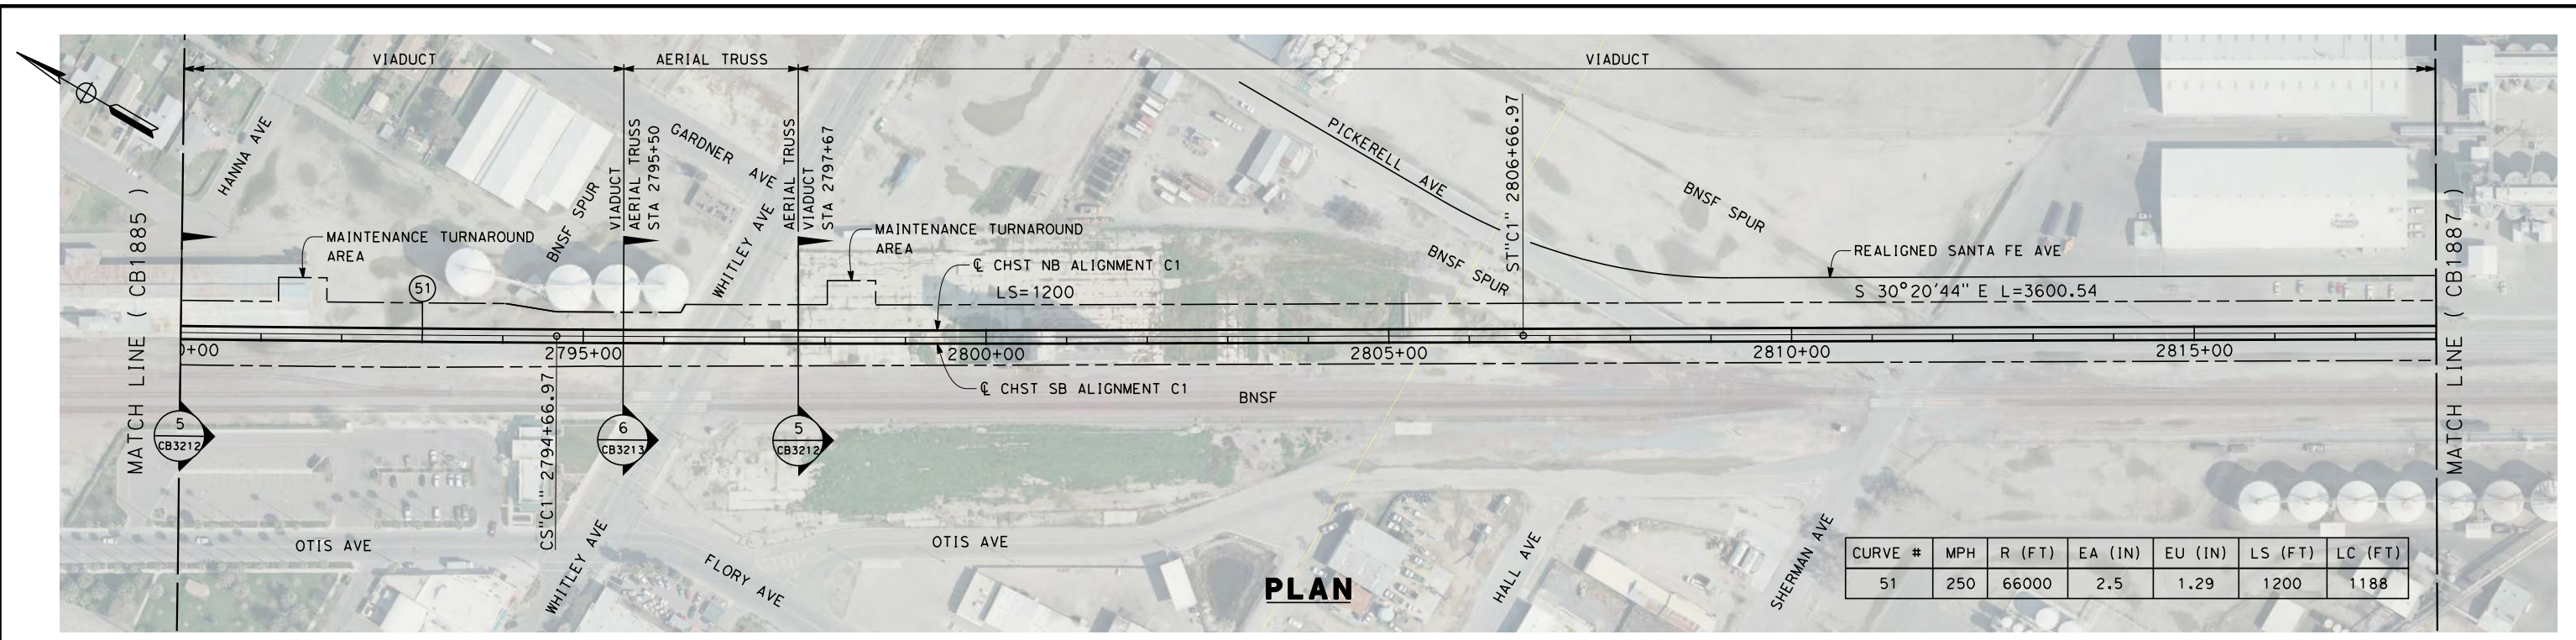 VIADUCT
AERIAL TRUSS
VIADUCT
HANNA AVE
GARDNER AVE
PICKERELL AVE
ST"C1" 2806+66.97
MATCH LINE ( CB1885 )
BNSF SPUR
VIADUCT
AERIAL TRUSS
STA 2795+50
WHITLEY AVE
AERIAL TRUSS
VIADUCT
STA 2797+67
BNSF SPUR
BNSF SPUR
MATCH LINE ( CB1887 )
MAINTENANCE TURNAROUND
AREA
MAINTENANCE TURNAROUND
AREA
REALIGNED SANTA FE AVE
51
℄ CHST NB ALIGNMENT C1
LS=1200
S 30°20'44" E L=3600.54
0+00
2795+00
2800+00
2805+00
2810+00
2815+00
℄ CHST SB ALIGNMENT C1
BNSF
CS"C1" 2794+66.97
5
CB3212
6
CB3213
5
CB3212
OTIS AVE
WHITLEY AVE
FLORY AVE
OTIS AVE
HALL AVE
SHERMAN AVE
PLAN
CURVE # MPH R (FT) EA (IN) EU (IN) LS (FT) LC (FT)
51 250 66000 2.5 1.29 1200 1188